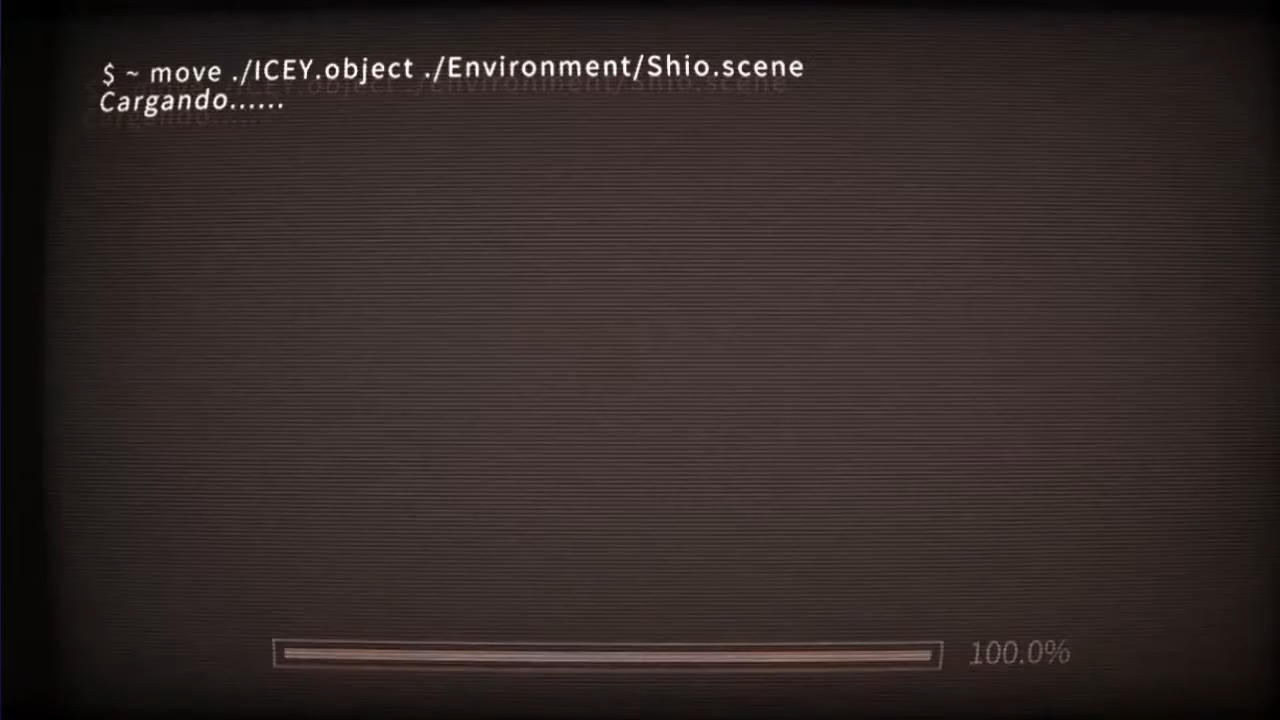 $ ~ move ./ICEY.object ./Environment/Shio.scene
Cargando......
100.0%